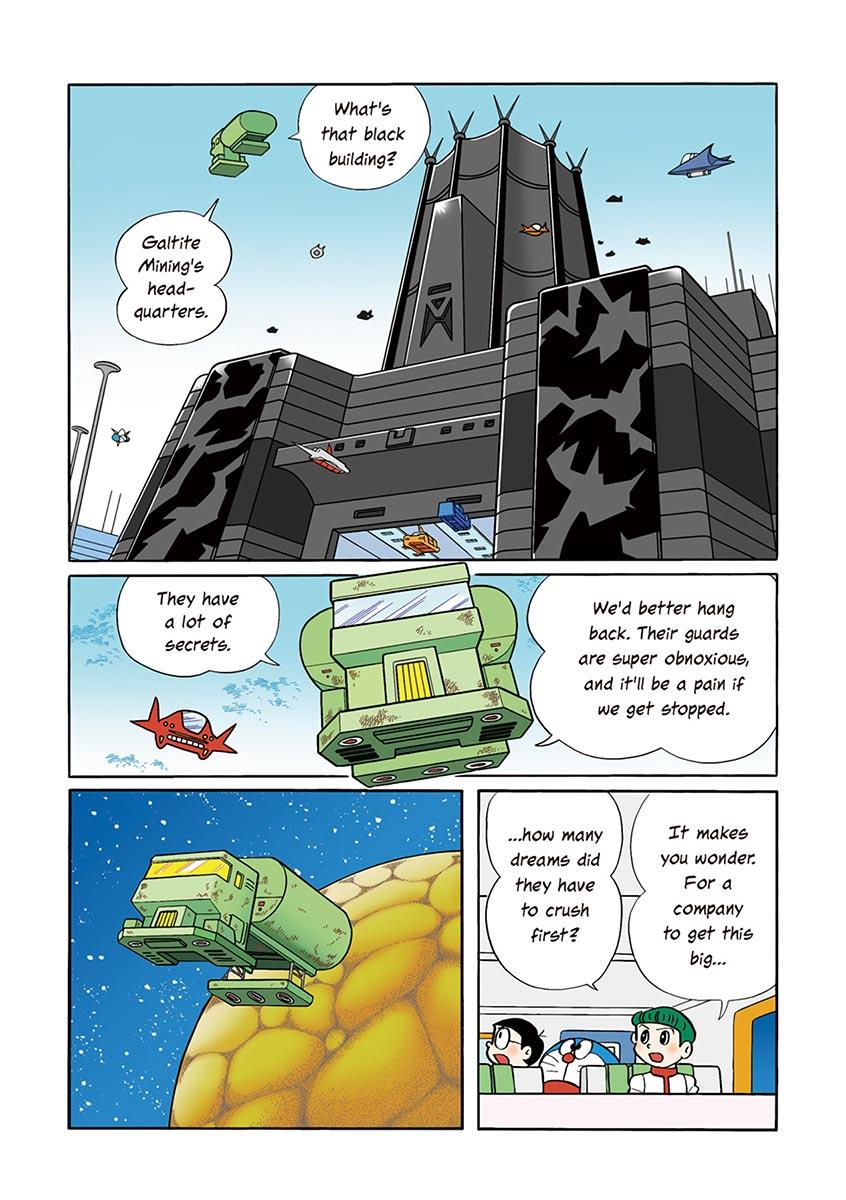 What's
that black
building?
Galtite
Mining's
head-
quarters.
We'd better hang
back. Their guards
are super obnoxious,
and it'll be a pain if
we get stopped.
They have
a lot of
secrets.
It makes
you wonder.
For a
company
to get this
big...
...how many
dreams did
they have
to crush
first?